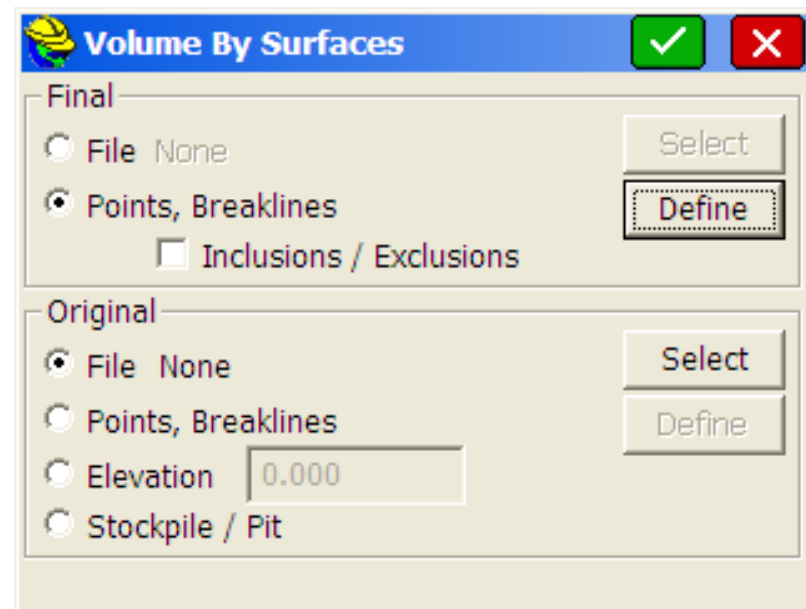 Volume By Surfaces
Final
File None Select
Points, Breaklines Define
Inclusions / Exclusions
Original
File None Select
Points, Breaklines Define
Elevation 0.000
Stockpile / Pit